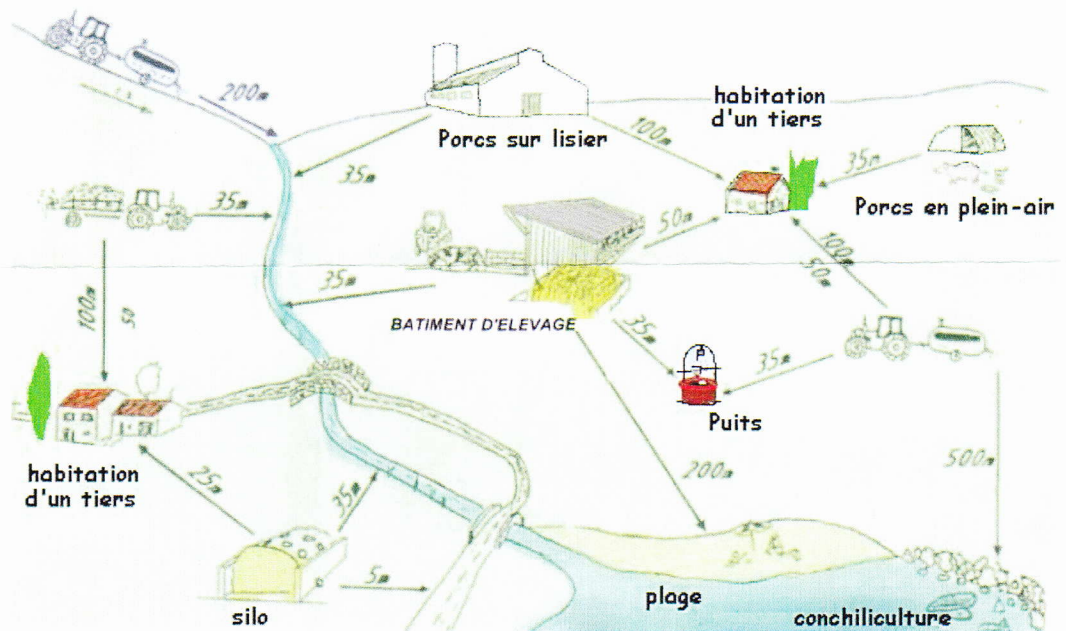 200m
habitation
d'un tiers
Porcs sur lisier
100m
35m
35m
35m
Porcs en plein-air
50m
100m
50m
35m
BATIMENT D'ELEVAGE
35m
35m
100m
50
Puits
habitation
d'un tiers
25m
35m
200m
500m
5m
silo
plage
conchiliculture